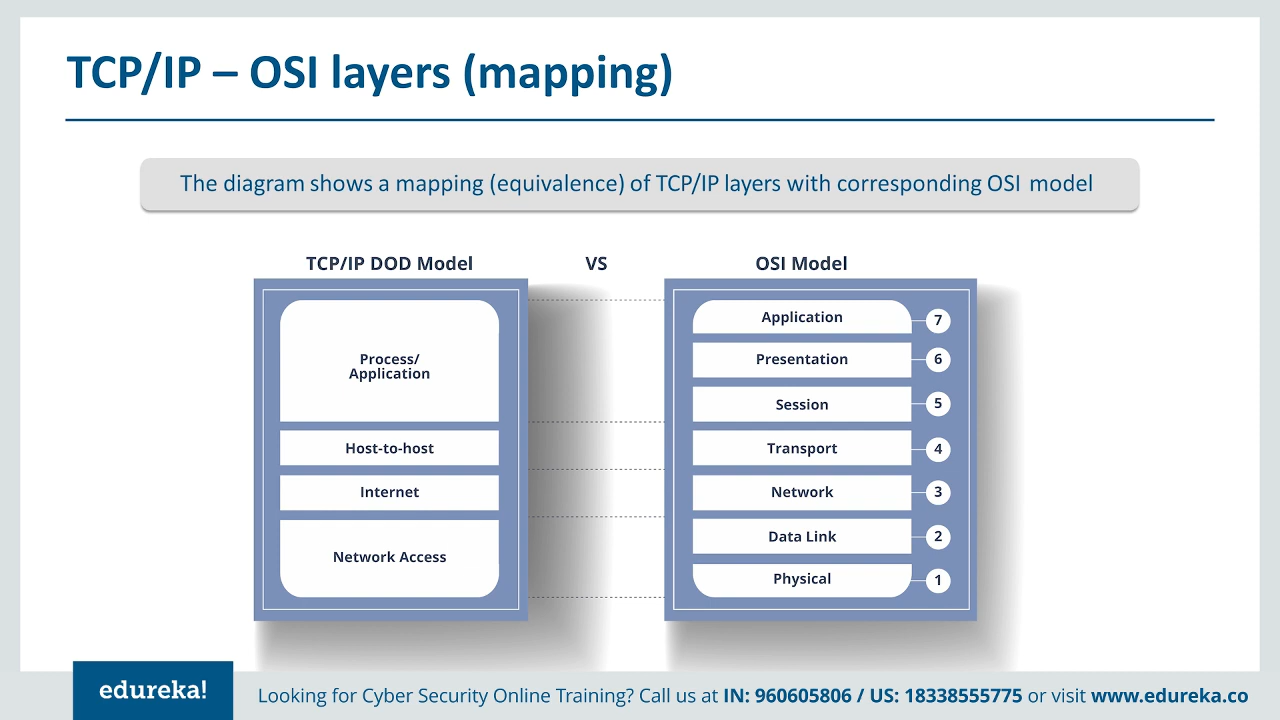 TCP/IP – OSI layers (mapping)
The diagram shows a mapping (equivalence) of TCP/IP layers with corresponding OSI model
TCP/IP DOD Model
VS
OSI Model
Process/
Application
Host-to-host
Internet
Network Access
Application
7
Presentation
6
Session
5
Transport
4
Network
3
Data Link
2
Physical
1
edureka!
Looking for Cyber Security Online Training? Call us at IN: 960605806 / US: 18338555775 or visit www.edureka.co